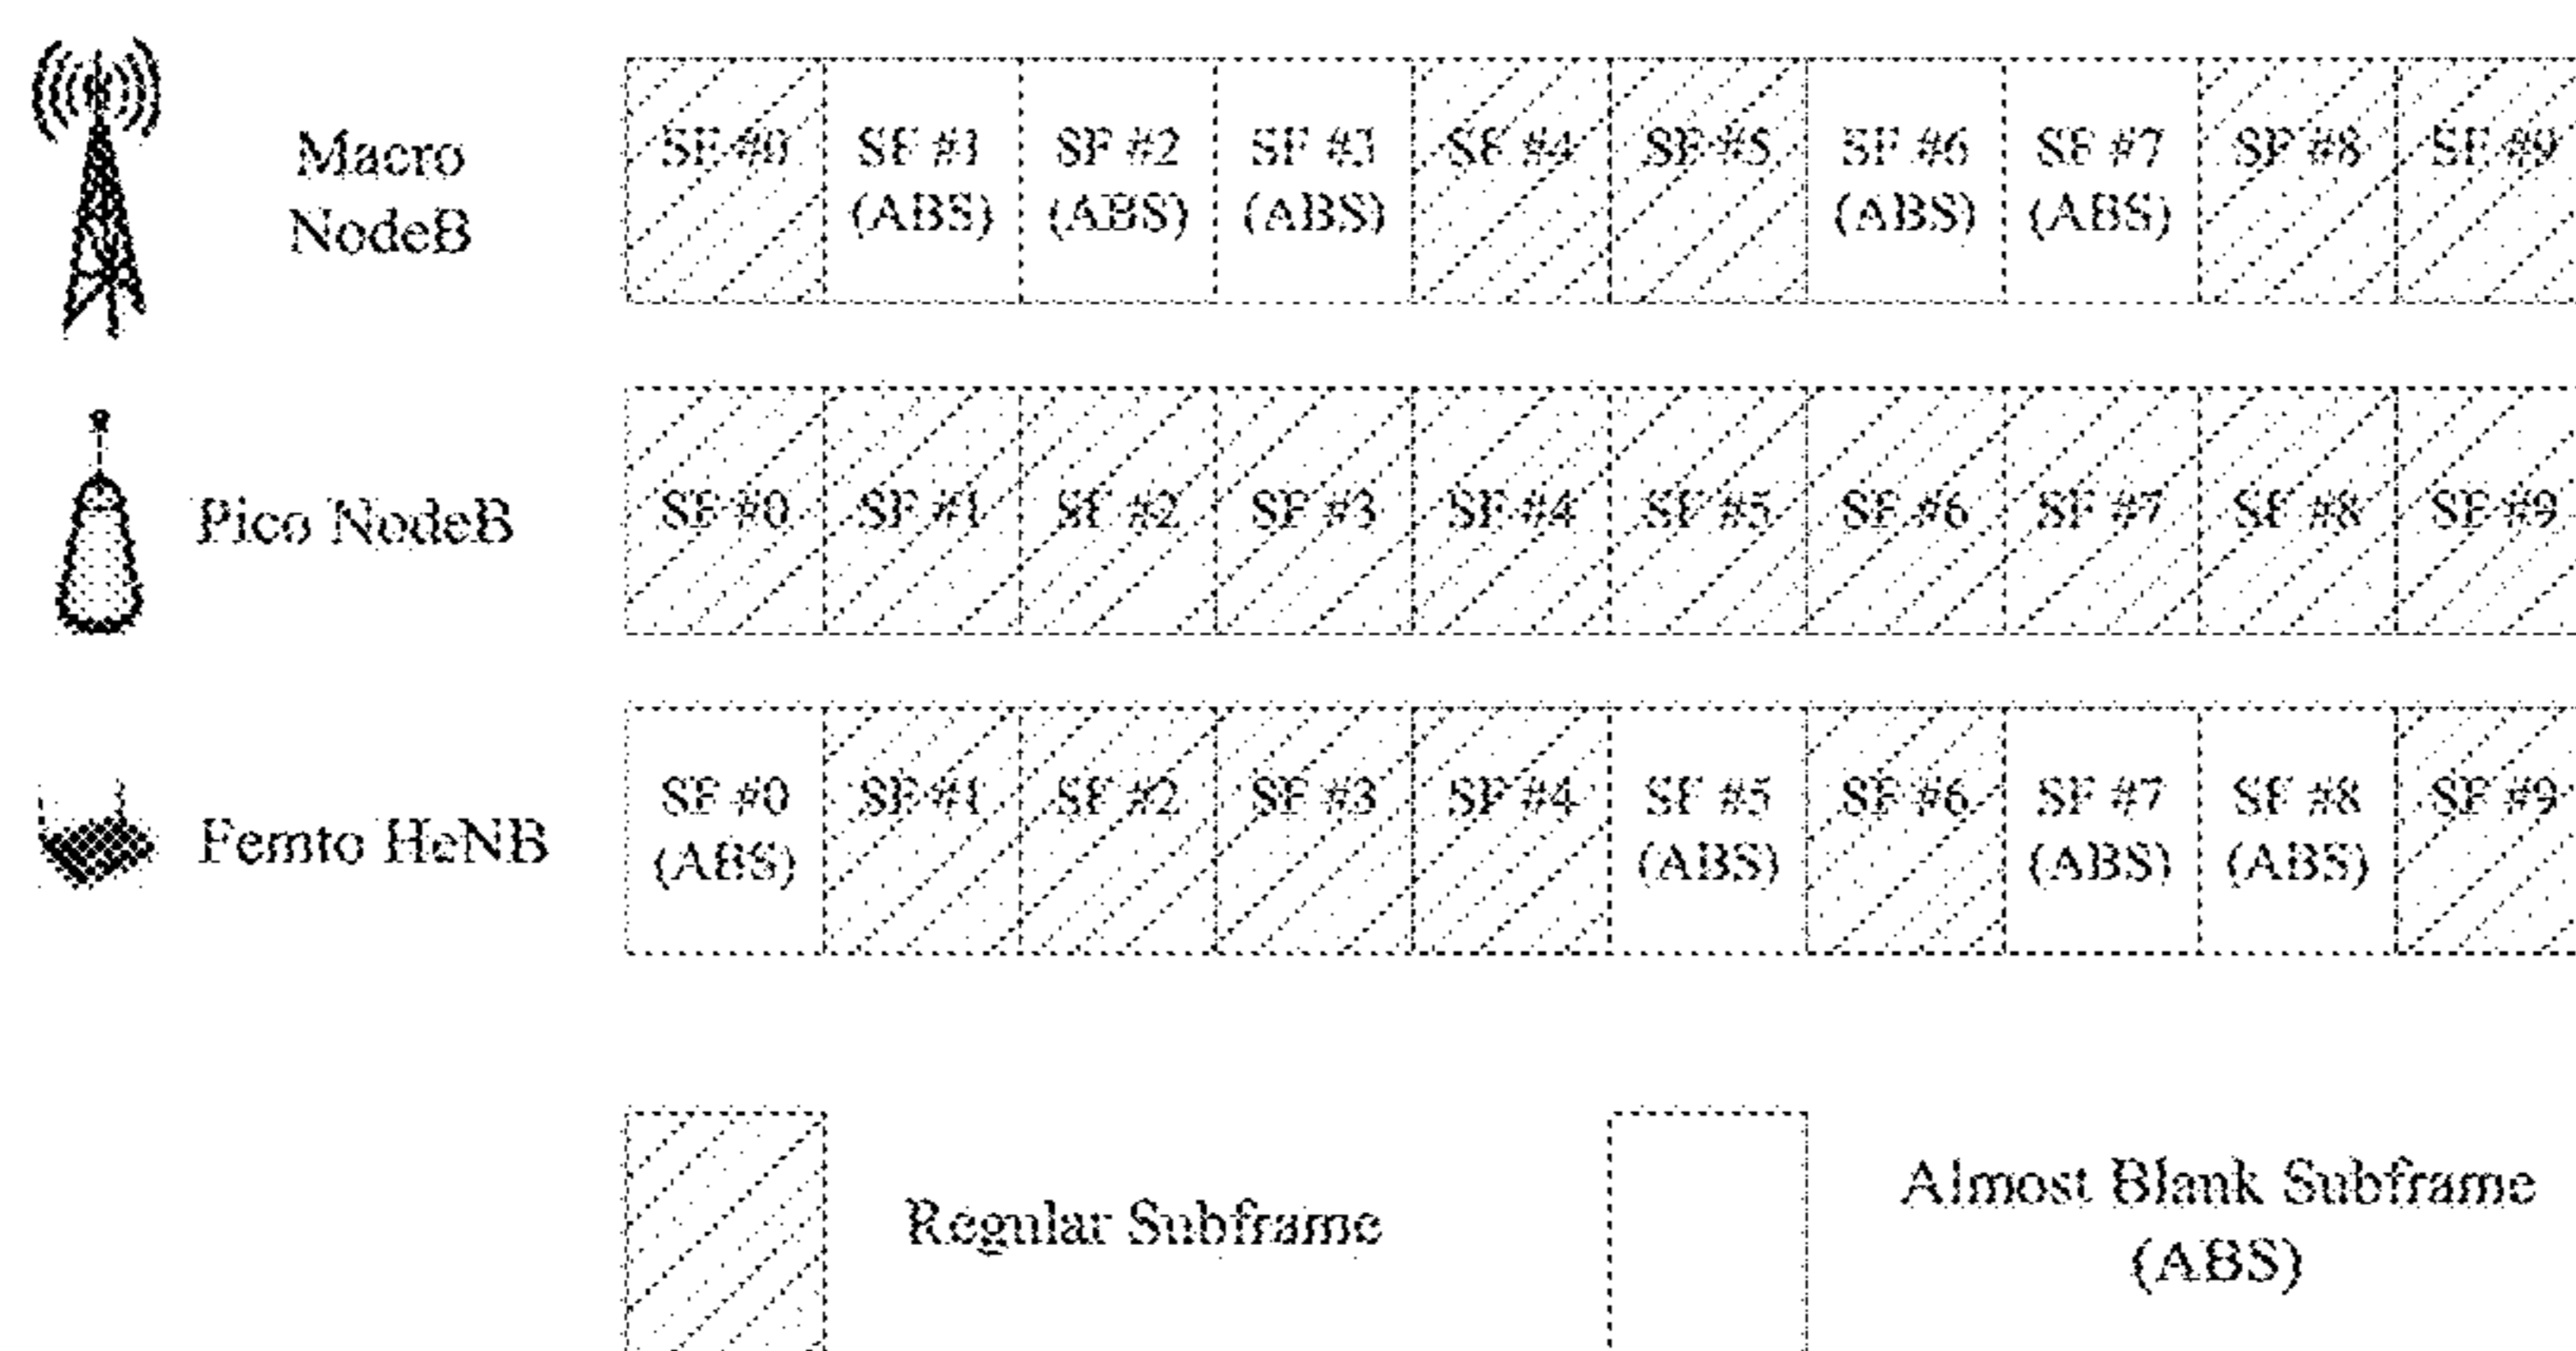 Macro
NodeB
SF #0 SF #1 SF #2 SF #3 SF #4 SF #5 SF #6 SF #7 SF #8 SF #9
(ABS) (ABS) (ABS) (ABS) (ABS)
Pico NodeB
SF #0 SF #1 SF #2 SF #3 SF #4 SF #5 SF #6 SF #7 SF #8 SF #9
Femto HeNB
SF #0 SF #1 SF #2 SF #3 SF #4 SF #5 SF #6 SF #7 SF #8 SF #9
(ABS) (ABS) (ABS) (ABS)
Regular Subframe
Almost Blank Subframe
(ABS)